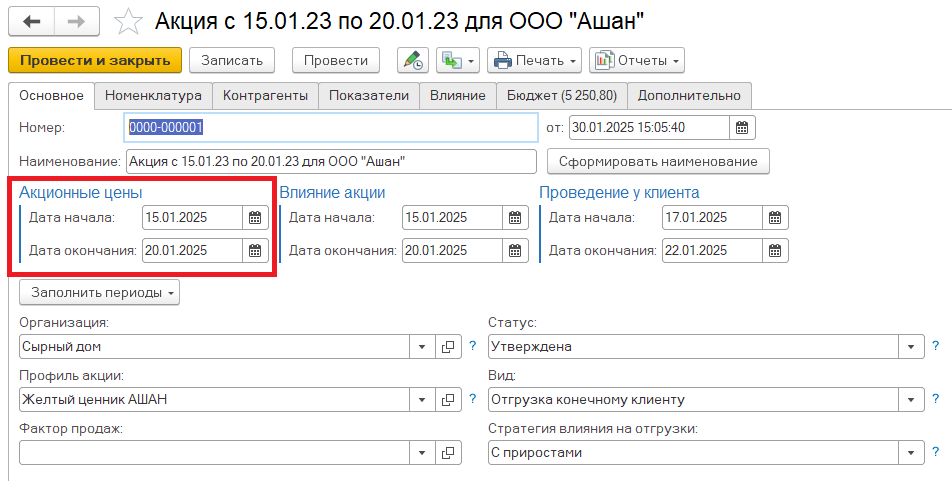 Акция с 15.01.23 по 20.01.23 для ООО "Ашан"
Провести и закрыть Записать Провести Печать Отчеты
Основное Номенклатура Контрагенты Показатели Влияние Бюджет (5 250,80) Дополнительно
Номер: 0000-000001 от: 30.01.2025 15:05:40
Наименование: Акция с 15.01.23 по 20.01.23 для ООО "Ашан" Сформировать наименование
Акционные цены Влияние акции Проведение у клиента
Дата начала: 15.01.2025 Дата начала: 15.01.2025 Дата начала: 17.01.2025
Дата окончания: 20.01.2025 Дата окончания: 20.01.2025 Дата окончания: 22.01.2025
Заполнить периоды
Организация: Статус:
Сырный дом ? Утверждена ?
Профиль акции: Вид:
Желтый ценник АШАН ? Отгрузка конечному клиенту ?
Фактор продаж: Стратегия влияния на отгрузки:
С приростами ?